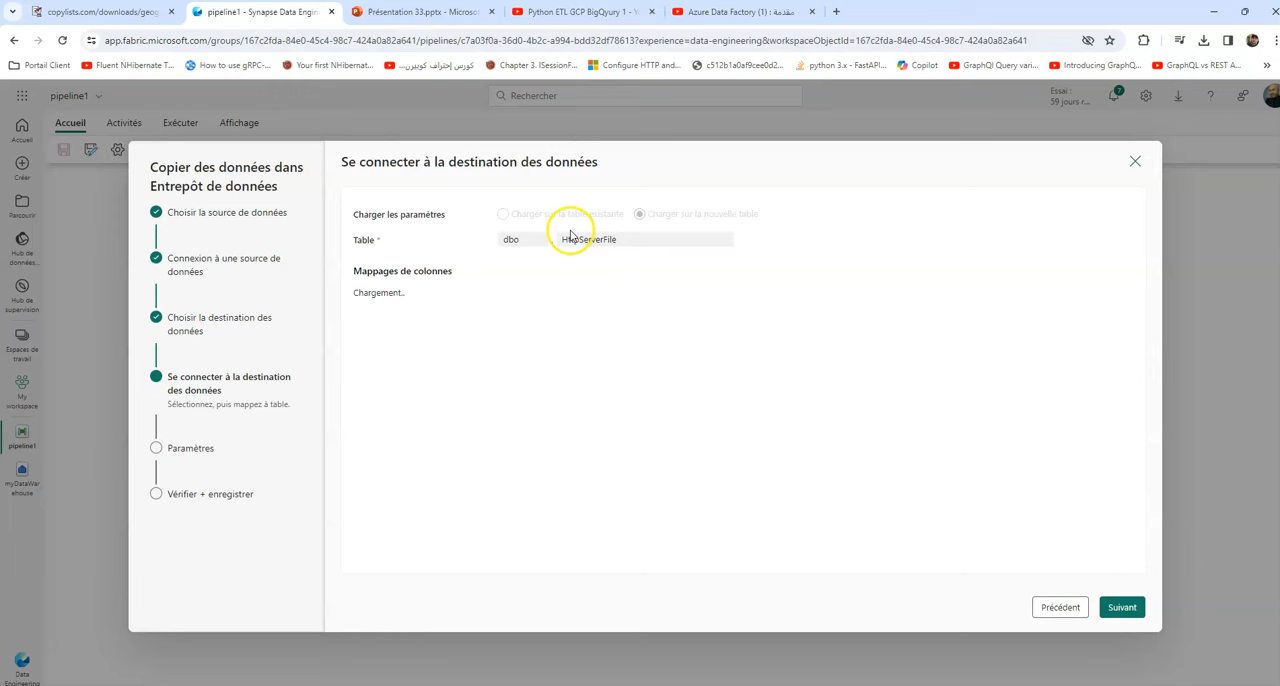 copylists.com/downloads/geog
pipeline1 - Synapse Data Engine
Présentation 33.pptx - Microso
Python ETL GCP BigQyury 1 - Y
Azure Data Factory (1) : مقدمة
app.fabric.microsoft.com/groups/167c2fda-84e0-45c4-98c7-424a0a82a641/pipelines/c7a03f0a-36d0-4b2c-a994-bdd32df78613?experience=data-engineering&workspaceObjectId=167c2fda-84e0-45c4-98c7-424a0a82a641
Portail Client
Fluent NHibernate T...
How to use gRPC-...
Your first NHibernat...
كورس إحتراف كويبرن...
Chapter 3. ISessionF...
Configure HTTP and...
c512b1a0af9cee0d2...
python 3.x - FastAPI...
Copilot
GraphQl Query vari...
Introducing GraphQ...
GraphQL vs REST A...
pipeline1
Rechercher
Essai :
59 jours r...
7
Accueil
Activités
Exécuter
Affichage
Accueil
Créer
Parcourir
Hub de
données...
Hub de
supervision
Espaces de
travail
My
workspace
pipeline1
myDataWar
ehouse
Data
Engineering
Copier des données dans
Entrepôt de données
Choisir la source de données
Connexion à une source de
données
Choisir la destination des
données
Se connecter à la destination
des données
Sélectionnez, puis mappez à table.
Paramètres
Vérifier + enregistrer
Se connecter à la destination des données
Charger les paramètres
Charger sur la table existante
Charger sur la nouvelle table
Table *
dbo
.
HttpServerFile
Mappages de colonnes
Chargement..
Précédent
Suivant